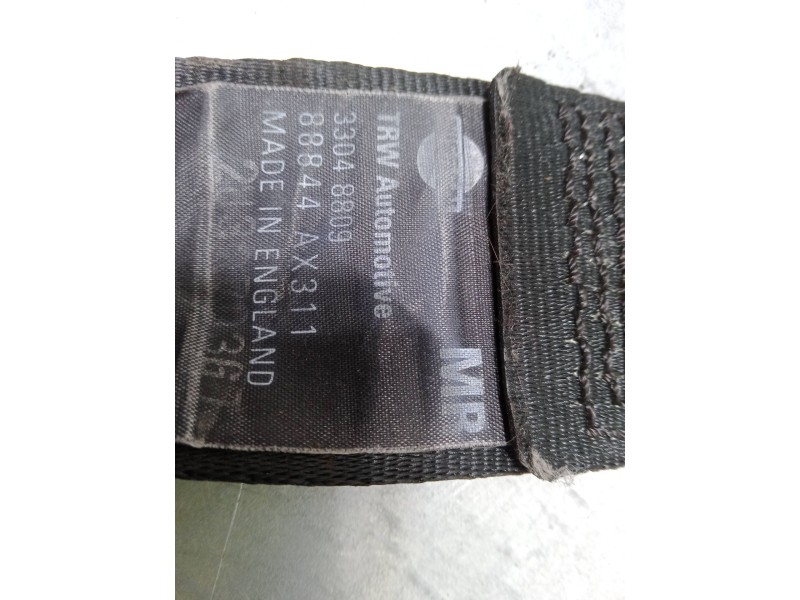 MP
TRW Automotive
3304 8809
88844 AX311
MADE IN ENGLAND